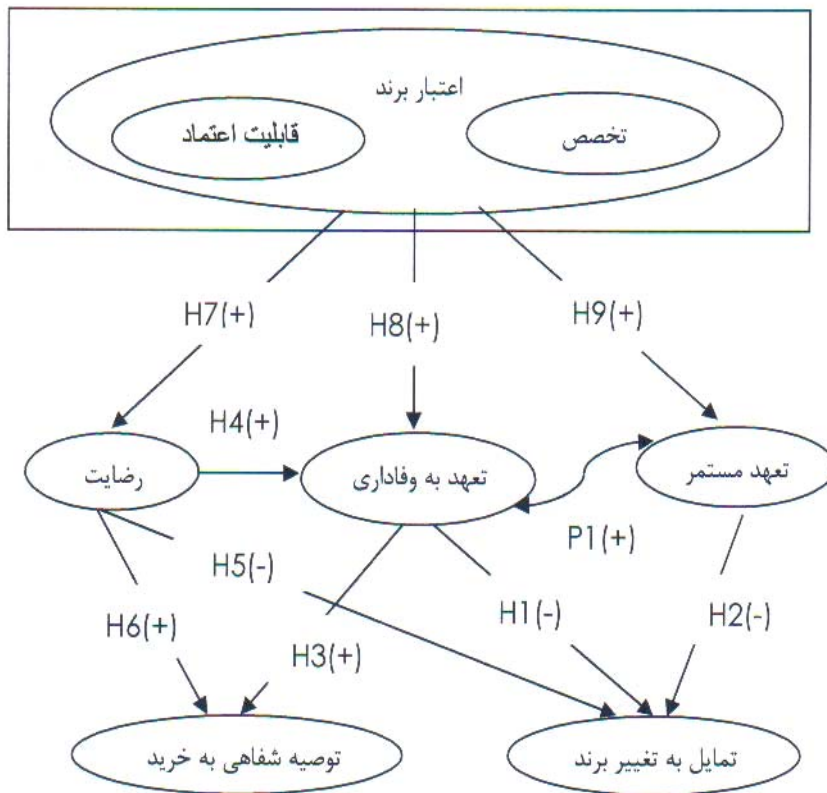 اعتبار برند
تخصص
قابلیت اعتماد
H7(+)
H8(+)
H9(+)
H4(+)
رضایت
تعهد به وفاداری
تعهد مستمر
P1(+)
H5(-)
H1(-)
H2(-)
H6(+)
H3(+)
توصیه شفاهی به خرید
تمایل به تغییر برند